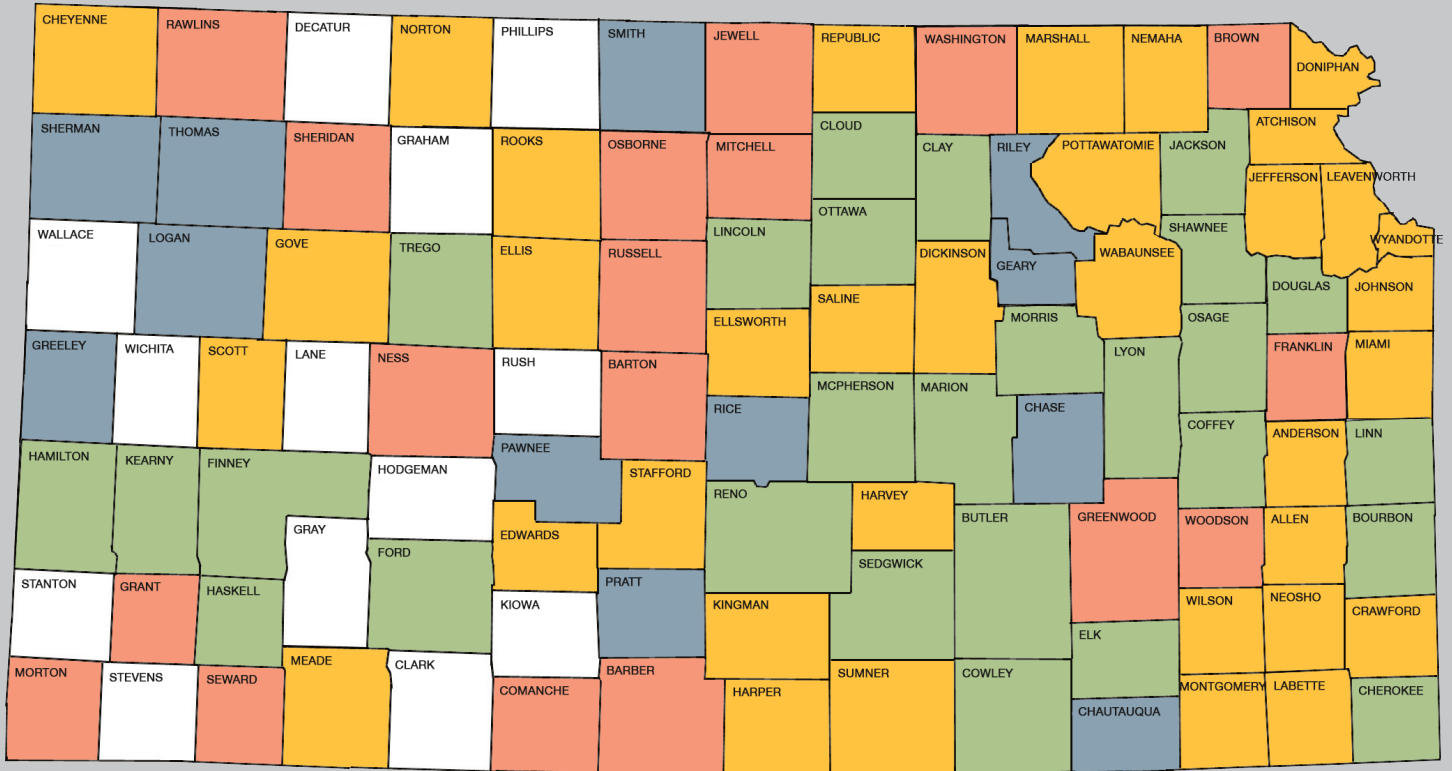 CHEYENNE
RAWLINS
DECATUR
NORTON
PHILLIPS
SMITH
JEWELL
REPUBLIC
WASHINGTON
MARSHALL
NEMAHA
BROWN
DONIPHAN
SHERMAN
THOMAS
SHERIDAN
GRAHAM
ROOKS
OSBORNE
MITCHELL
CLOUD
CLAY
RILEY
POTTAWATOMIE
JACKSON
ATCHISON
JEFFERSON
LEAVENWORTH
WYANDOTTE
WALLACE
LOGAN
GOVE
TREGO
ELLIS
RUSSELL
LINCOLN
OTTAWA
DICKINSON
GEARY
WABAUNSEE
SHAWNEE
DOUGLAS
JOHNSON
GREELEY
WICHITA
SCOTT
LANE
NESS
RUSH
BARTON
ELLSWORTH
SALINE
MORRIS
LYON
OSAGE
FRANKLIN
MIAMI
HAMILTON
KEARNY
FINNEY
HODGEMAN
PAWNEE
STAFFORD
RICE
MCPHERSON
MARION
CHASE
COFFEY
ANDERSON
LINN
GRAY
FORD
EDWARDS
RENO
HARVEY
BUTLER
GREENWOOD
WOODSON
ALLEN
BOURBON
STANTON
GRANT
HASKELL
KIOWA
PRATT
KINGMAN
SEDGWICK
ELK
WILSON
NEOSHO
CRAWFORD
MORTON
STEVENS
SEWARD
MEADE
CLARK
COMANCHE
BARBER
HARPER
SUMNER
COWLEY
CHAUTAUQUA
MONTGOMERY
LABETTE
CHEROKEE